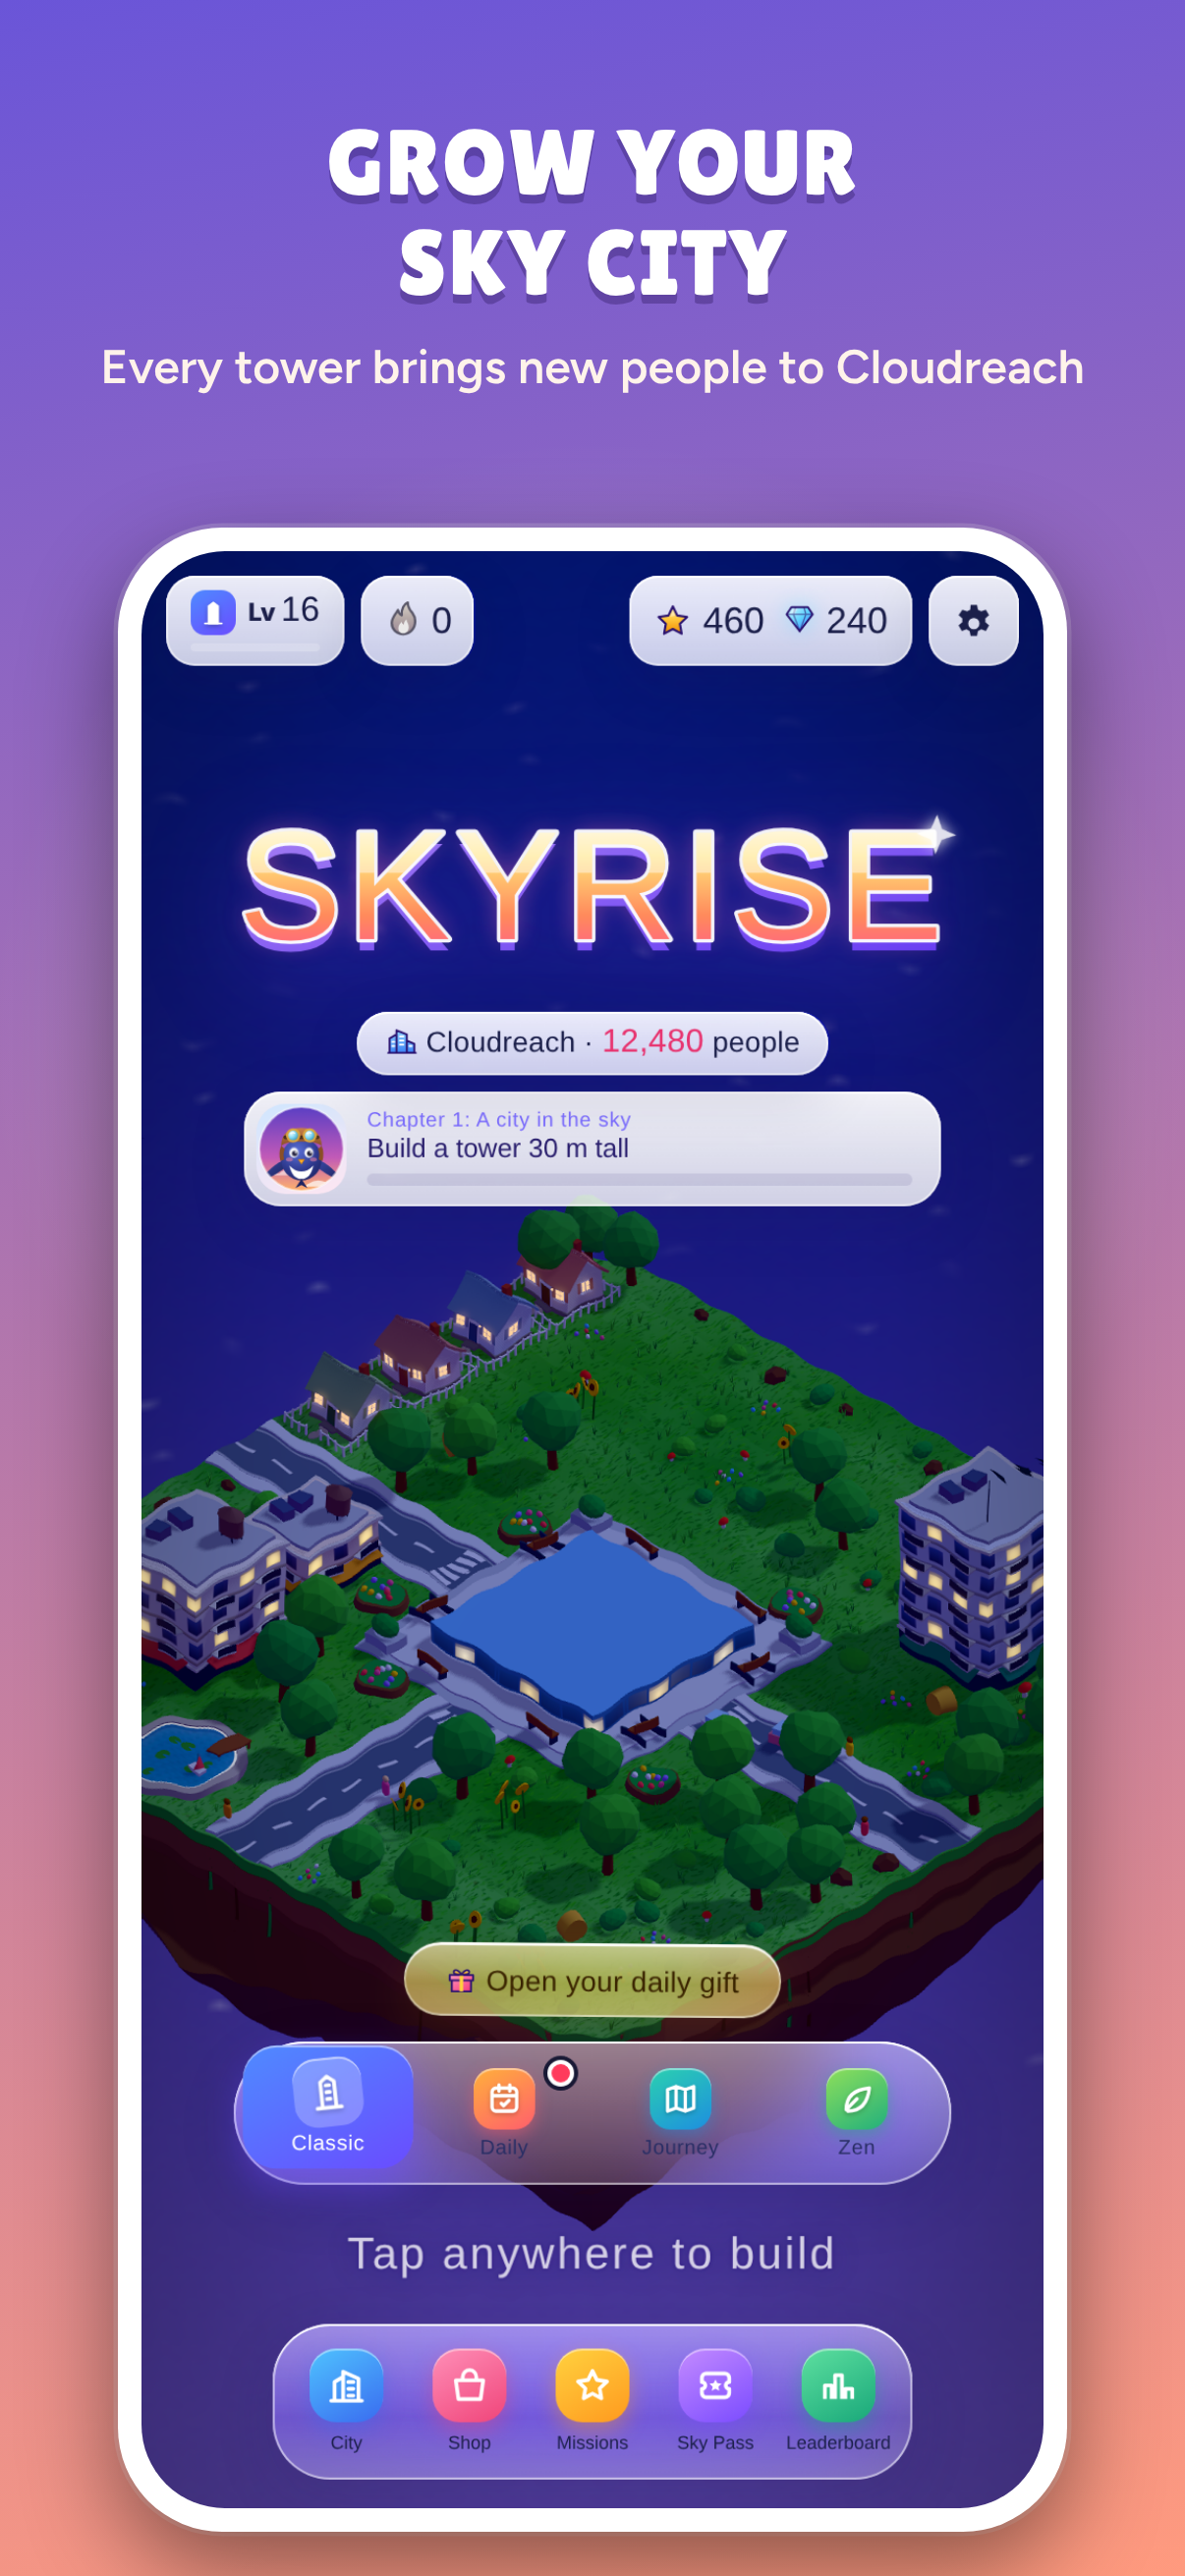 GROW YOUR
SKY CITY
Every tower brings new people to Cloudreach
Lv 16
0
460
240
SKYRISE
Cloudreach · 12,480 people
Chapter 1: A city in the sky
Build a tower 30 m tall
Open your daily gift
Classic
Daily
Journey
Zen
Tap anywhere to build
City
Shop
Missions
Sky Pass
Leaderboard